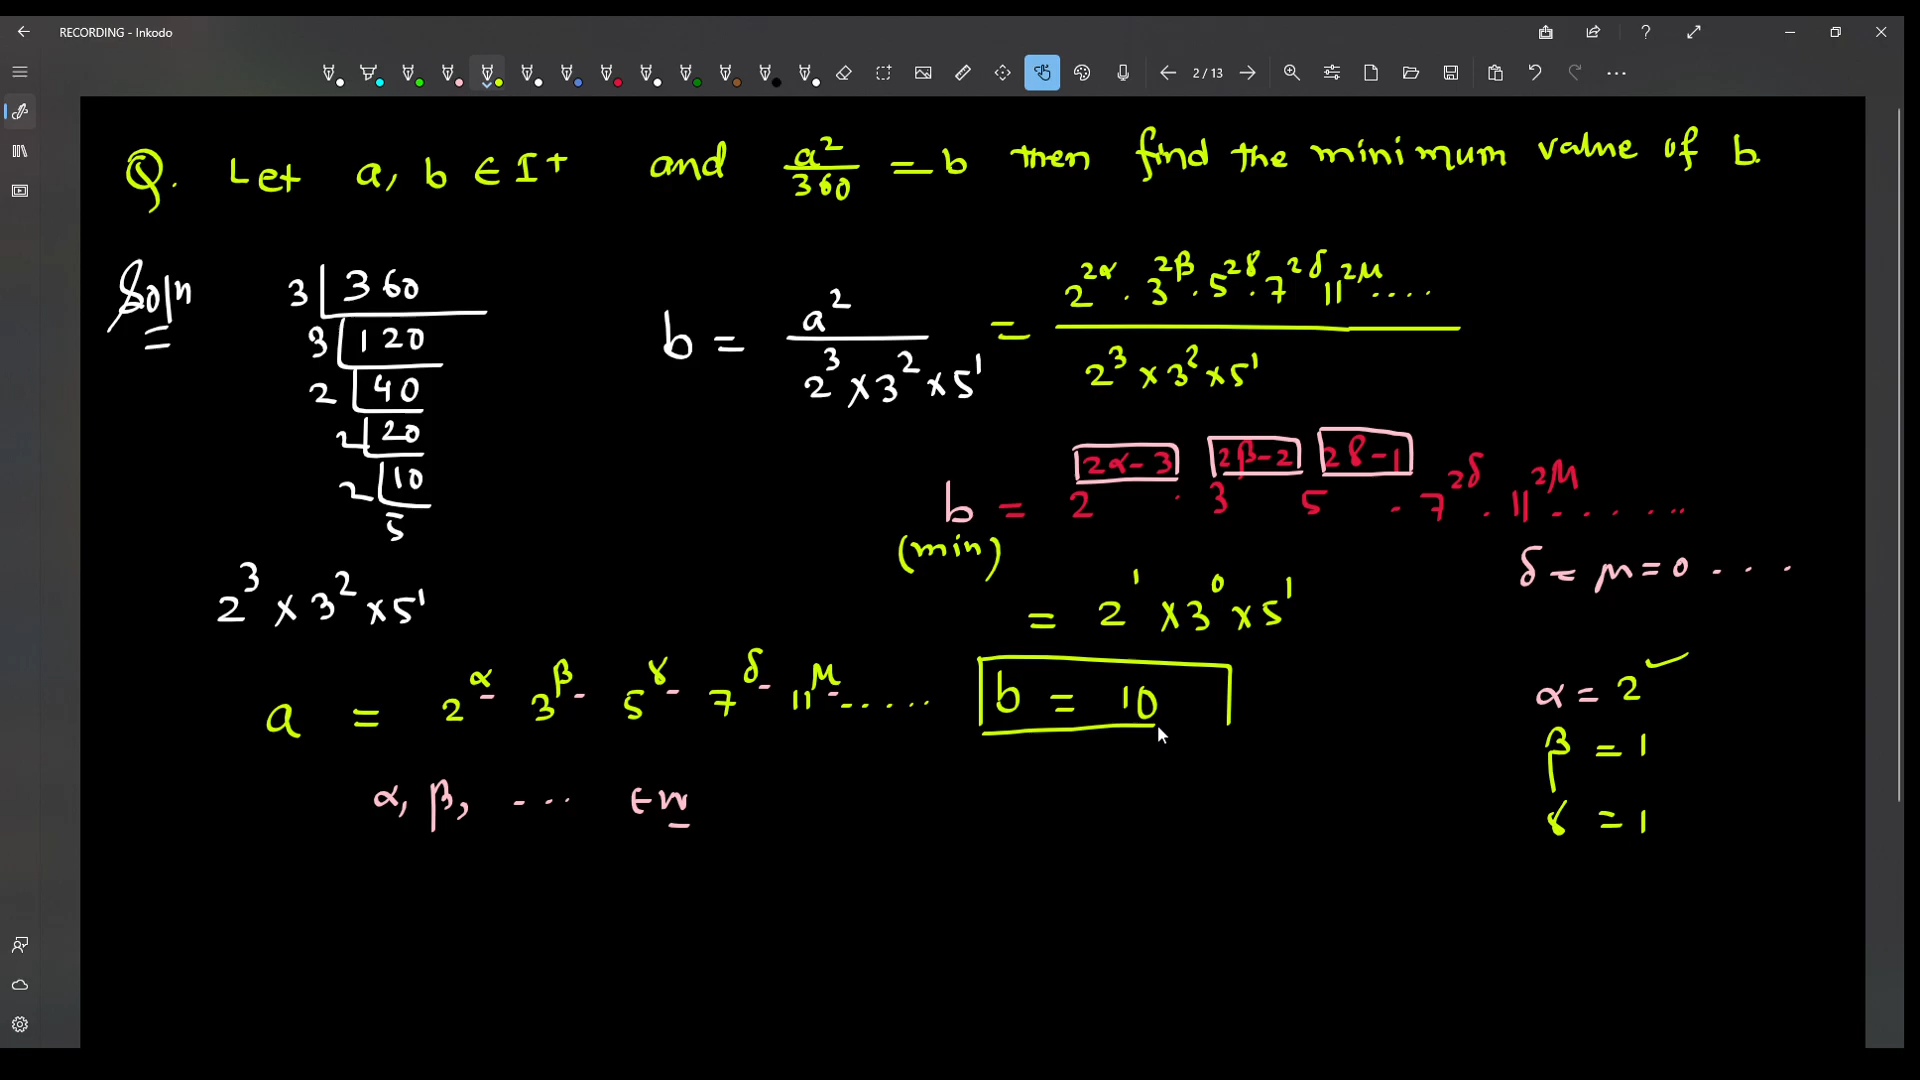 RECORDING - Inkodo
2 / 13
Q. Let a, b ∈ I⁺ and a²/360 = b then find the minimum value of b.
Soln
3 | 360
3 | 120
2 | 40
2 | 20
2 | 10
5
2³ × 3² × 5¹
b = a² / (2³ × 3² × 5¹) = (2^2α · 3^2β · 5^2γ · 7^2δ 11^2μ ....) / (2³ × 3² × 5¹)
b (min) = 2^(2α-3) · 3^(2β-2) 5^(2γ-1) · 7^2δ · 11^2μ . . . . . .
δ = μ = 0 . . . .
= 2¹ × 3⁰ × 5¹
a = 2^α 3^β 5^γ 7^δ 11^μ . . . . .
b = 10
α = 2 ✓
β = 1
γ = 1
α, β, - ... ∈ W